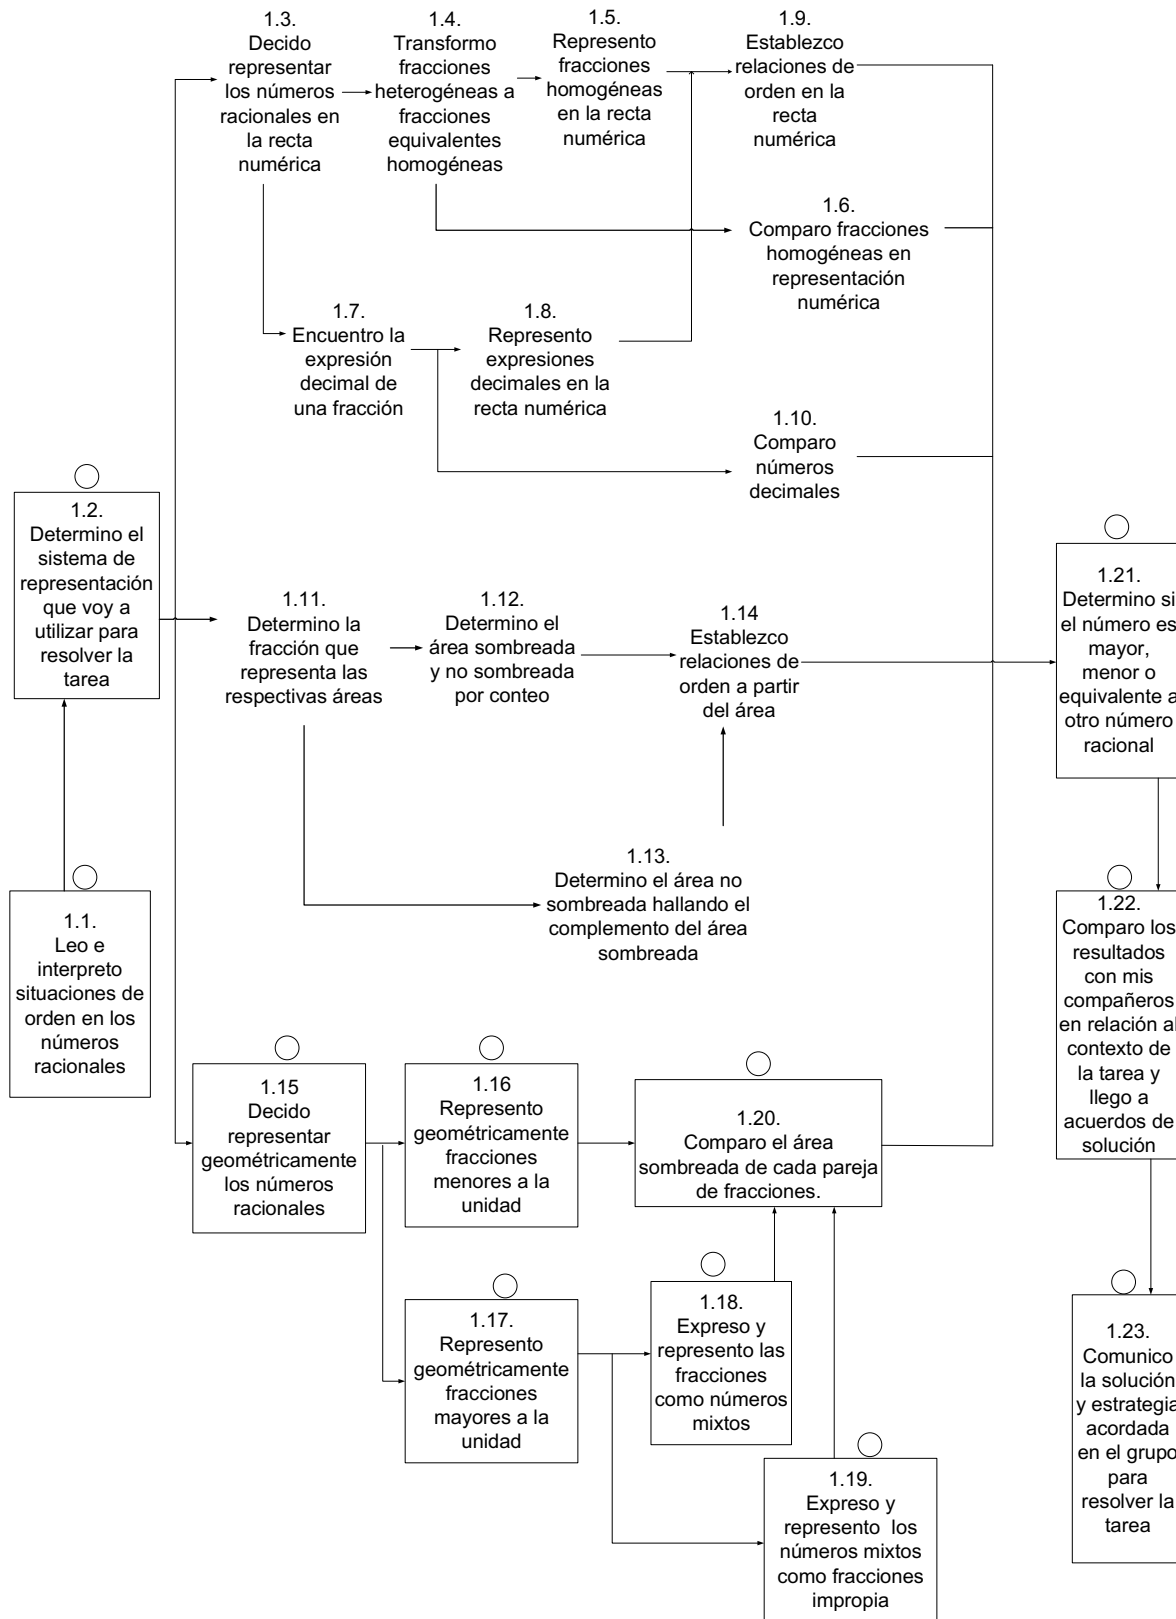 1.3.
Decido
representar
los números
racionales en
la recta
numérica
1.4.
Transformo
fracciones
heterogéneas a
fracciones
equivalentes
homogéneas
1.5.
Represento
fracciones
homogéneas
en la recta
numérica
1.9.
Establezco
relaciones de
orden en la
recta
numérica
1.6.
Comparo fracciones
homogéneas en
representación
numérica
1.7.
Encuentro la
expresión
decimal de
una fracción
1.8.
Represento
expresiones
decimales en la
recta numérica
1.10.
Comparo
números
decimales
1.2.
Determino el
sistema de
representación
que voy a
utilizar para
resolver la
tarea
1.11.
Determino la
fracción que
representa las
respectivas áreas
1.12.
Determino el
área sombreada
y no sombreada
por conteo
1.14
Establezco
relaciones de
orden a partir
del área
1.21.
Determino si
el número es
mayor,
menor o
equivalente a
otro número
racional
1.13.
Determino el área no
sombreada hallando el
complemento del área
sombreada
1.1.
Leo e
interpreto
situaciones de
orden en los
números
racionales
1.22.
Comparo los
resultados
con mis
compañeros
en relación al
contexto de
la tarea y
llego a
acuerdos de
solución
1.15
Decido
representar
geométricamente
los números
racionales
1.16
Represento
geométricamente
fracciones
menores a la
unidad
1.20.
Comparo el área
sombreada de cada pareja
de fracciones.
1.17.
Represento
geométricamente
fracciones
mayores a la
unidad
1.18.
Expreso y
represento las
fracciones
como números
mixtos
1.19.
Expreso y
represento los
números mixtos
como fracciones
impropia
1.23.
Comunico
la solución
y estrategia
acordada
en el grupo
para
resolver la
tarea